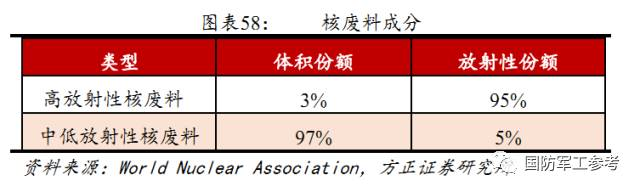 图表58： 核废料成分
类型 体积份额 放射性份额
高放射性核废料 3% 95%
中低放射性核废料 97% 5%
资料来源：World Nuclear Association，方正证券研究
国防军工参考